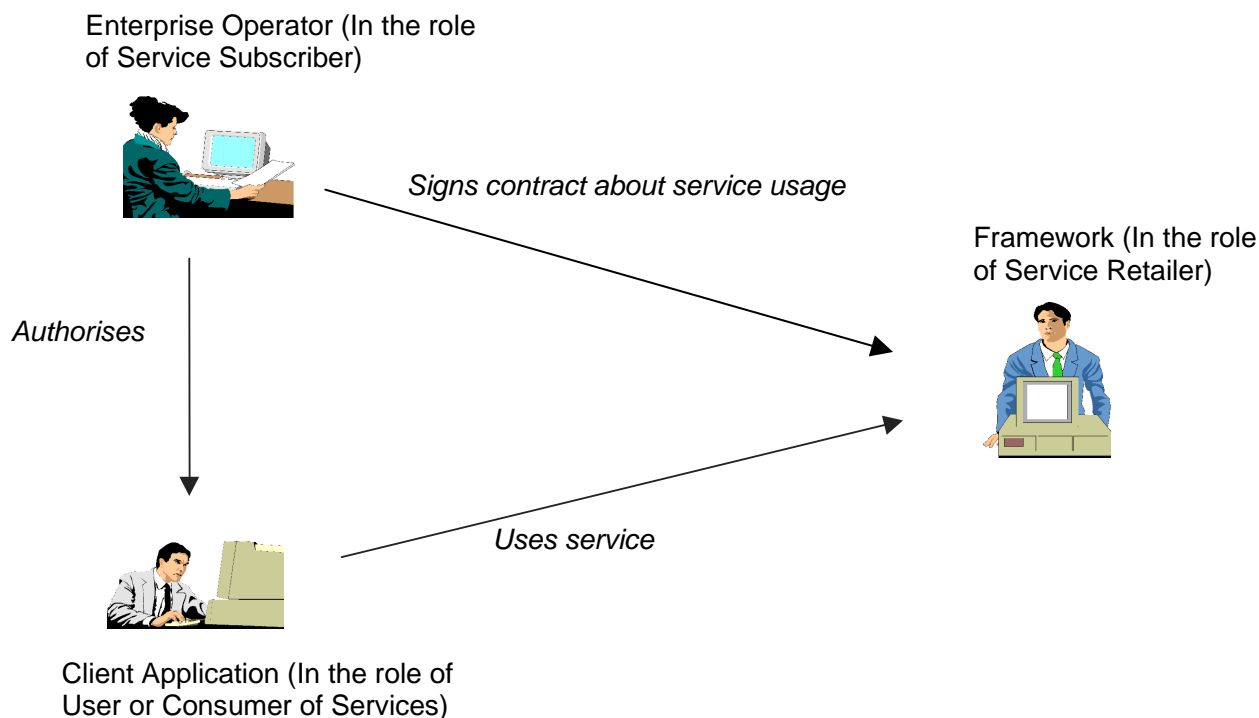 Enterprise Operator (In the role
of Service Subscriber)
Signs contract about service usage
Framework (In the role
of Service Retailer)
Authorises
Uses service
Client Application (In the role of
User or Consumer of Services)